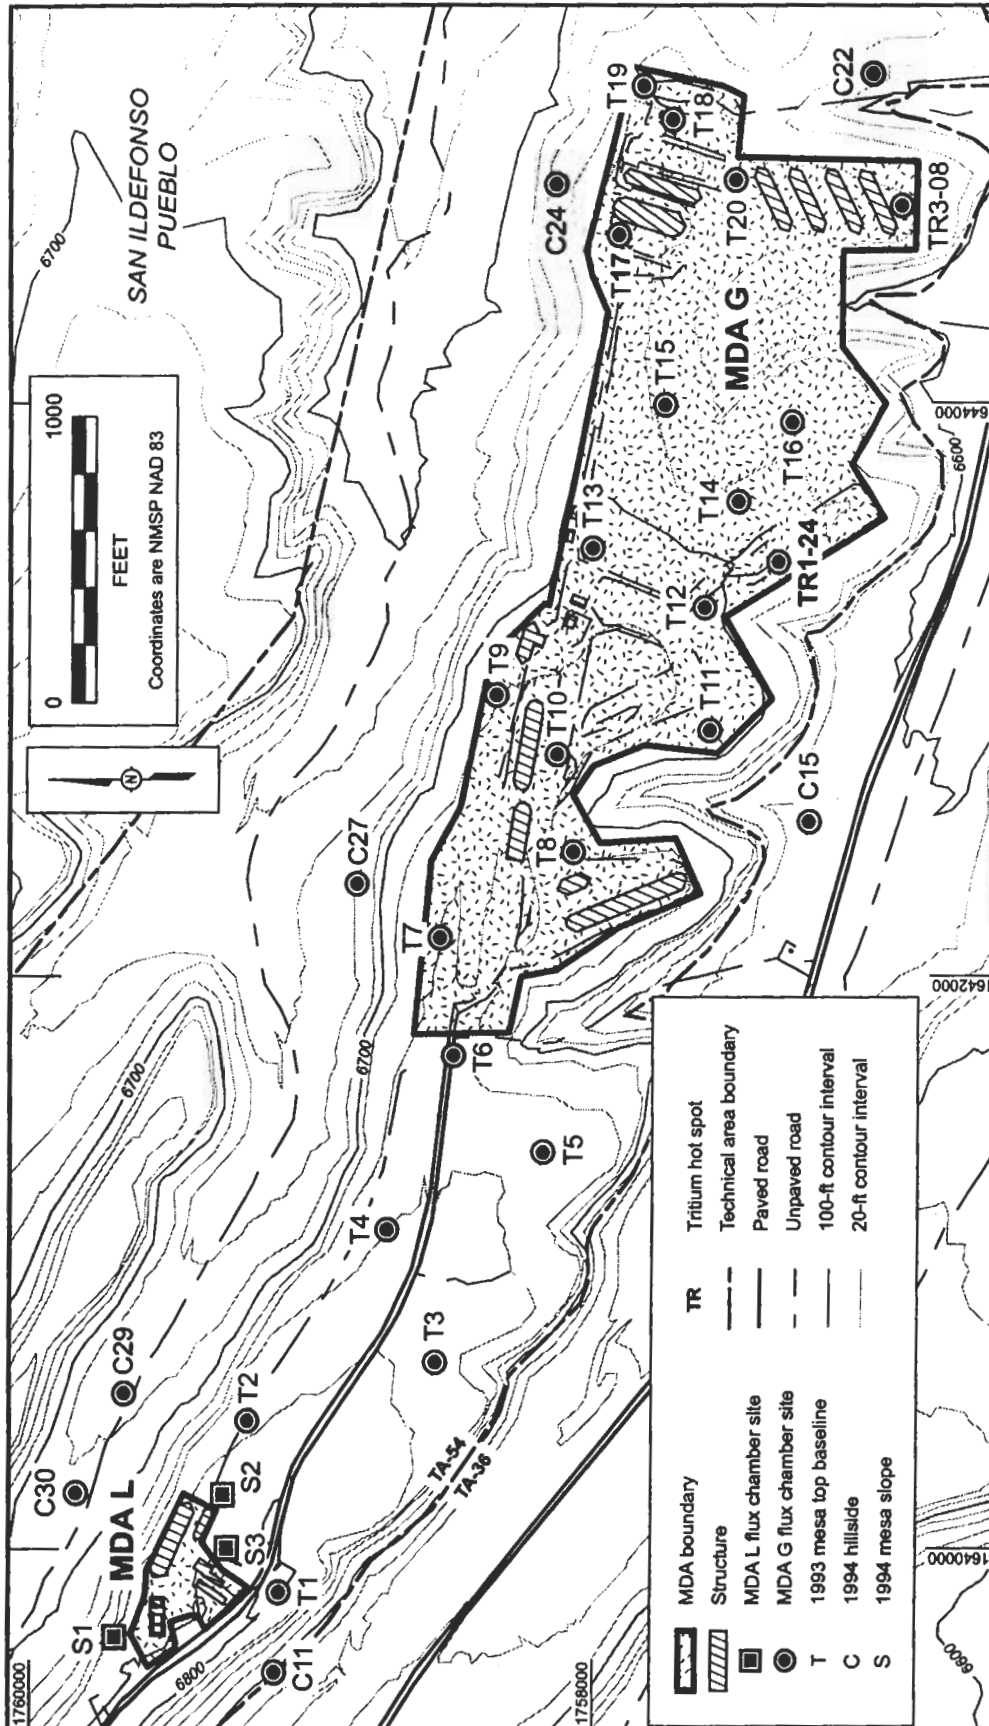 1760000
1758000
1640000
1642000
1644000
SAN ILDEFONSO
PUEBLO
6700
6700
6700
6800
6600
6600
0
1000
FEET
Coordinates are NMSP NAD 83
N
MDA L
MDA G
C30
C29
S1
S2
S3
T1
T2
C11
T3
T4
T5
T6
T7
C27
T8
T9
T10
T11
C15
T12
T13
T14
TR1-24
T15
T16
T17
C24
T18
T19
T20
TR3-08
C22
TA-54
TA-36
MDA boundary
Structure
MDA L flux chamber site
MDA G flux chamber site
T 1993 mesa top baseline
C 1994 hillside
S 1994 mesa slope
TR Tritium hot spot
Technical area boundary
Paved road
Unpaved road
100-ft contour interval
20-ft contour interval